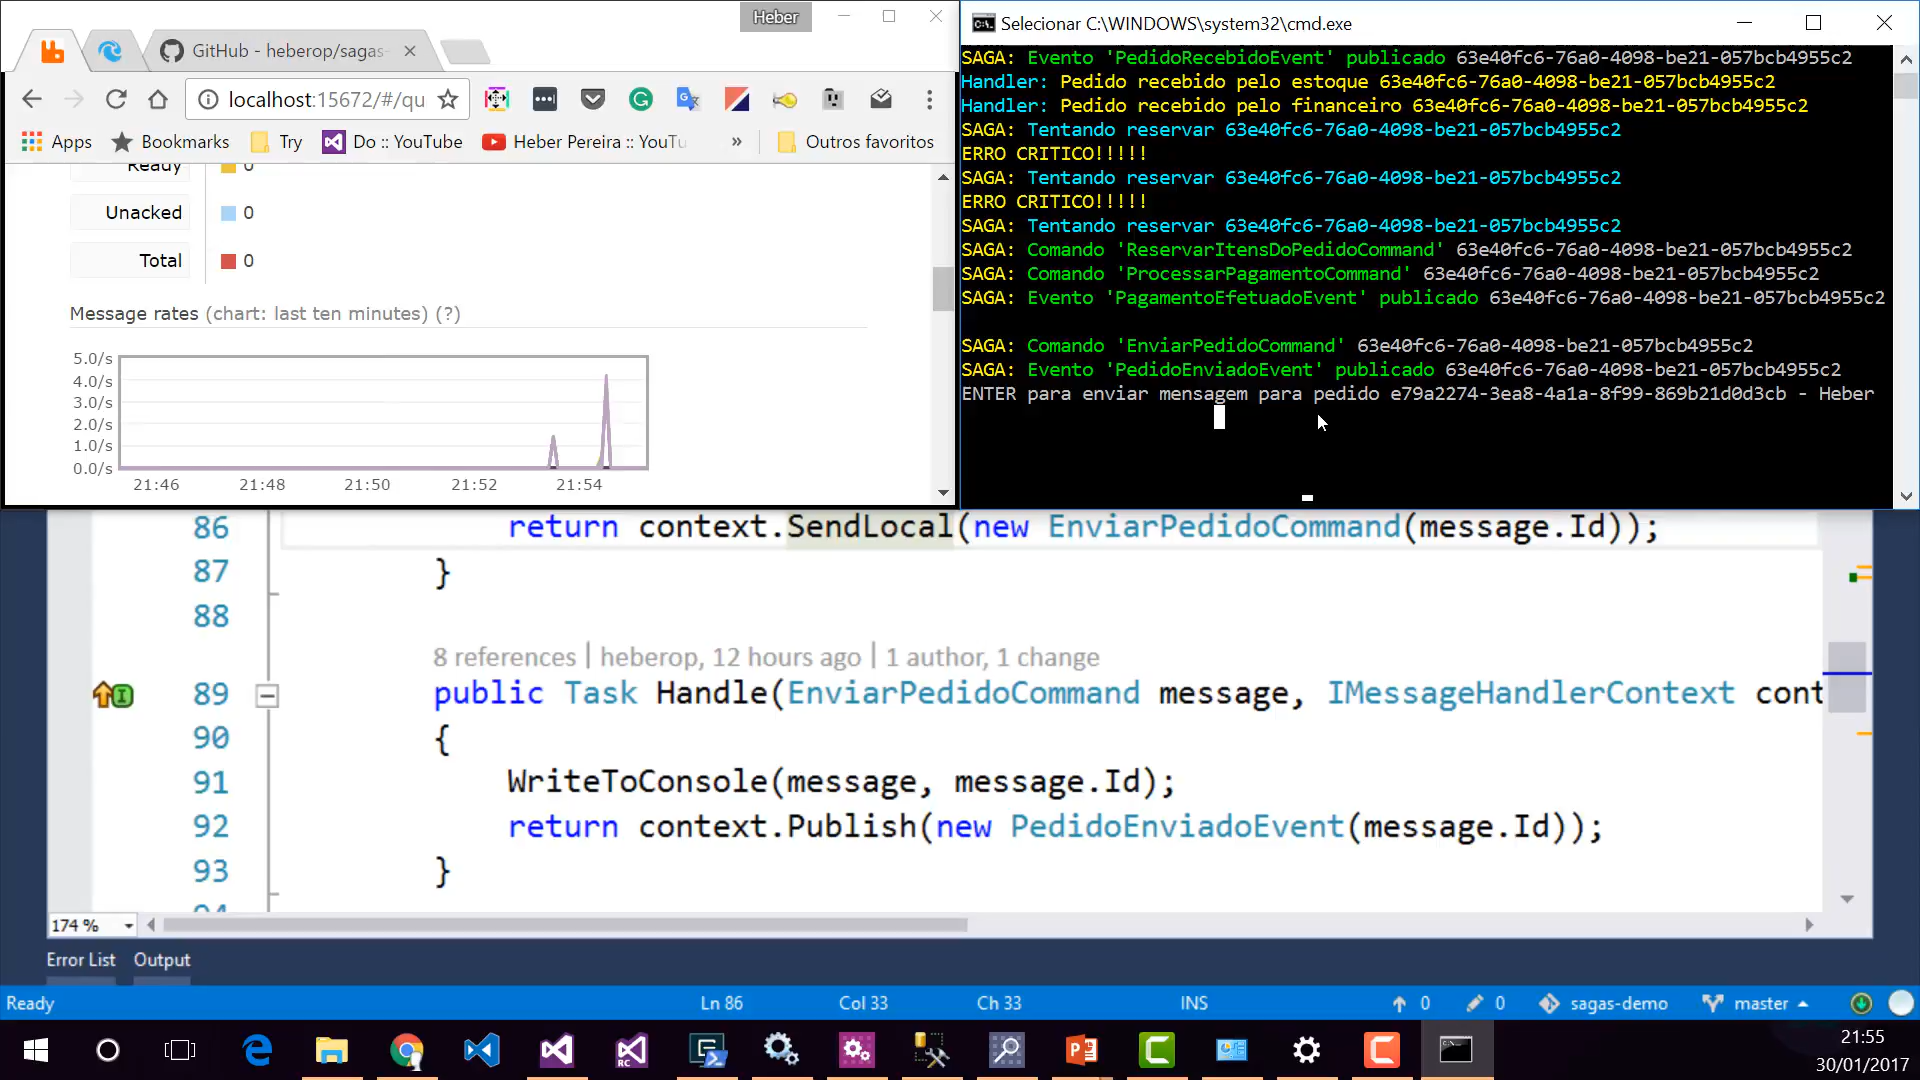 Heber
GitHub - heberop/sagas
localhost:15672/#/qu
Apps
Bookmarks
Try
Do :: YouTube
Heber Pereira :: YouTu
»
Outros favoritos
Ready
0
Unacked
0
Total
0
Message rates (chart: last ten minutes) (?)
5.0/s
4.0/s
3.0/s
2.0/s
1.0/s
0.0/s
21:46 21:48 21:50 21:52 21:54
Selecionar C:\WINDOWS\system32\cmd.exe
SAGA: Evento 'PedidoRecebidoEvent' publicado 63e40fc6-76a0-4098-be21-057bcb4955c2
Handler: Pedido recebido pelo estoque 63e40fc6-76a0-4098-be21-057bcb4955c2
Handler: Pedido recebido pelo financeiro 63e40fc6-76a0-4098-be21-057bcb4955c2
SAGA: Tentando reservar 63e40fc6-76a0-4098-be21-057bcb4955c2
ERRO CRITICO!!!!!
SAGA: Tentando reservar 63e40fc6-76a0-4098-be21-057bcb4955c2
ERRO CRITICO!!!!!
SAGA: Tentando reservar 63e40fc6-76a0-4098-be21-057bcb4955c2
SAGA: Comando 'ReservarItensDoPedidoCommand' 63e40fc6-76a0-4098-be21-057bcb4955c2
SAGA: Comando 'ProcessarPagamentoCommand' 63e40fc6-76a0-4098-be21-057bcb4955c2
SAGA: Evento 'PagamentoEfetuadoEvent' publicado 63e40fc6-76a0-4098-be21-057bcb4955c2
SAGA: Comando 'EnviarPedidoCommand' 63e40fc6-76a0-4098-be21-057bcb4955c2
SAGA: Evento 'PedidoEnviadoEvent' publicado 63e40fc6-76a0-4098-be21-057bcb4955c2
ENTER para enviar mensagem para pedido e79a2274-3ea8-4a1a-8f99-869b21d0d3cb - Heber
86 return context.SendLocal(new EnviarPedidoCommand(message.Id));
87 }
88
8 references | heberop, 12 hours ago | 1 author, 1 change
89 public Task Handle(EnviarPedidoCommand message, IMessageHandlerContext cont
90 {
91 WriteToConsole(message, message.Id);
92 return context.Publish(new PedidoEnviadoEvent(message.Id));
93 }
94
174 %
Error List Output
Ready Ln 86 Col 33 Ch 33 INS 0 0 sagas-demo master
21:55
30/01/2017